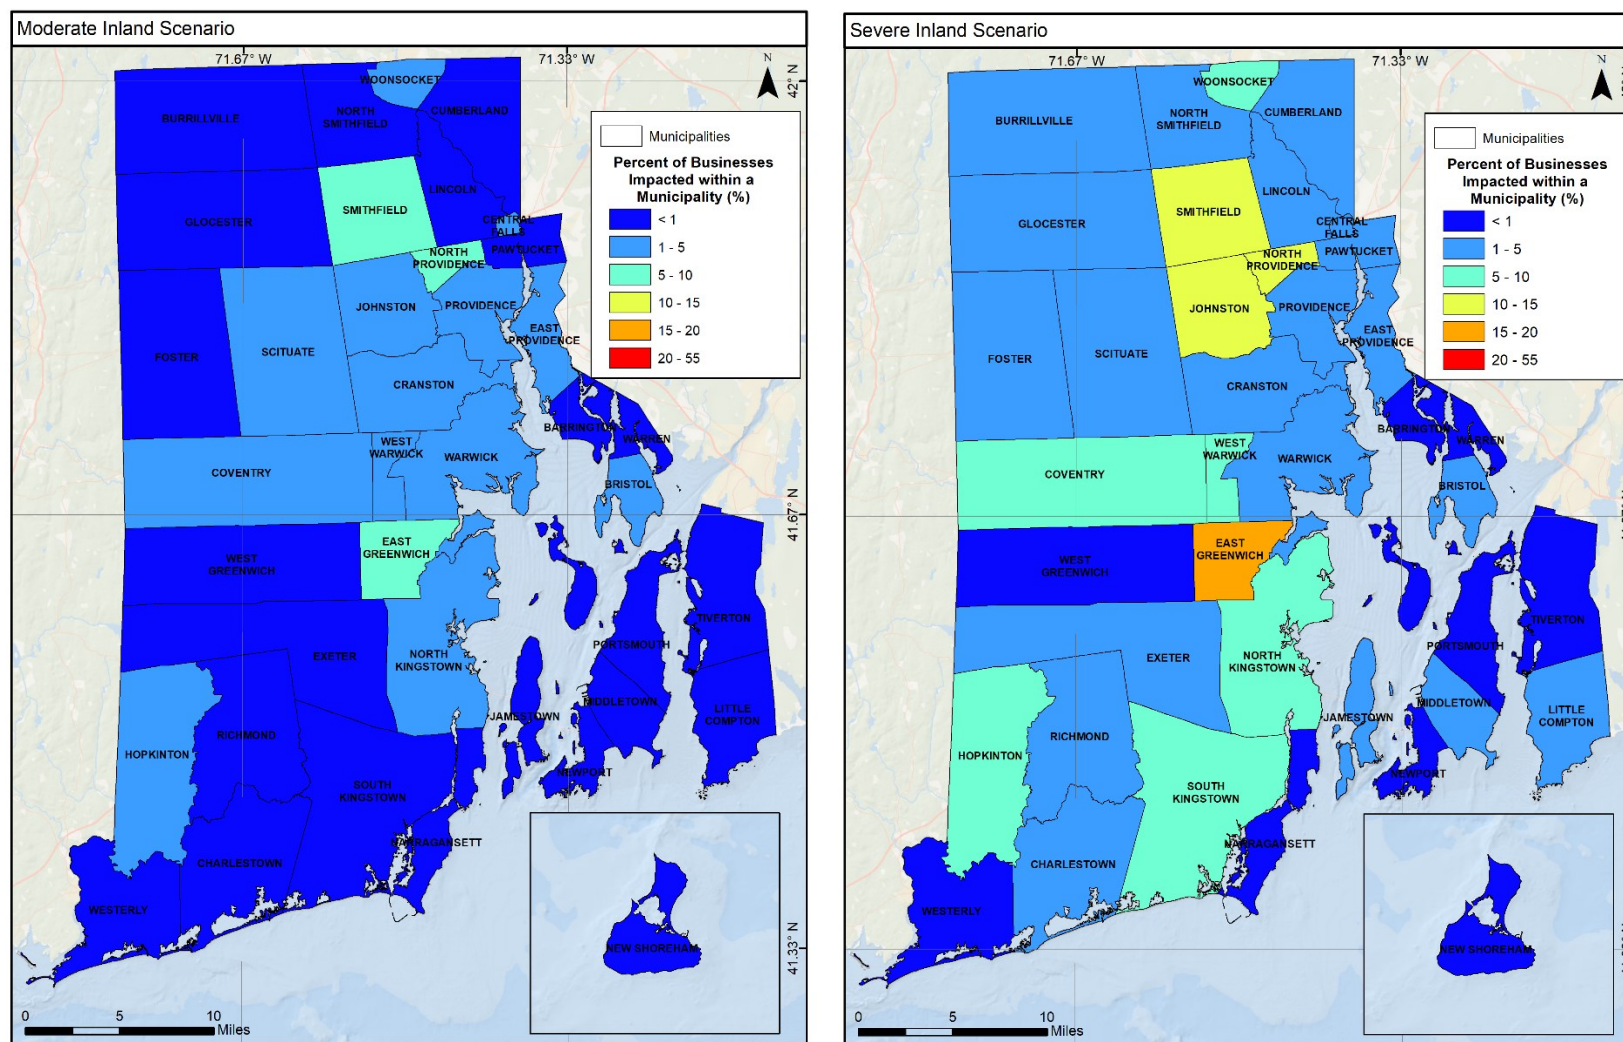 Moderate Inland Scenario
71.67° W
71.33° W
N
42° N
WOONSOCKET
BURRILLVILLE
NORTH
SMITHFIELD
CUMBERLAND
Municipalities
Percent of Businesses
Impacted within a
Municipality (%)
< 1
1 - 5
5 - 10
10 - 15
15 - 20
20 - 55
GLOCESTER
SMITHFIELD
LINCOLN
CENTRAL
FALLS
NORTH
PROVIDENCE
PAWTUCKET
JOHNSTON
PROVIDENCE
EAST
PROVIDENCE
FOSTER
SCITUATE
CRANSTON
BARRINGTON
WARREN
WEST
WARWICK
WARWICK
COVENTRY
BRISTOL
41.67° N
EAST
GREENWICH
WEST
GREENWICH
TIVERTON
PORTSMOUTH
EXETER
NORTH
KINGSTOWN
MIDDLETOWN
JAMESTOWN
LITTLE
COMPTON
RICHMOND
HOPKINTON
NEWPORT
SOUTH
KINGSTOWN
NARRAGANSETT
CHARLESTOWN
WESTERLY
NEW SHOREHAM
41.33° N
0 5 10
Miles
Severe Inland Scenario
71.67° W
71.33° W
N
WOONSOCKET
BURRILLVILLE
NORTH
SMITHFIELD
CUMBERLAND
Municipalities
Percent of Businesses
Impacted within a
Municipality (%)
< 1
1 - 5
5 - 10
10 - 15
15 - 20
20 - 55
GLOCESTER
SMITHFIELD
LINCOLN
CENTRAL
FALLS
NORTH
PROVIDENCE
PAWTUCKET
JOHNSTON
PROVIDENCE
EAST
PROVIDENCE
FOSTER
SCITUATE
CRANSTON
BARRINGTON
WARREN
WEST
WARWICK
WARWICK
COVENTRY
BRISTOL
EAST
GREENWICH
WEST
GREENWICH
TIVERTON
PORTSMOUTH
EXETER
NORTH
KINGSTOWN
MIDDLETOWN
JAMESTOWN
LITTLE
COMPTON
RICHMOND
HOPKINTON
NEWPORT
SOUTH
KINGSTOWN
NARRAGANSETT
CHARLESTOWN
WESTERLY
NEW SHOREHAM
0 5 10
Miles